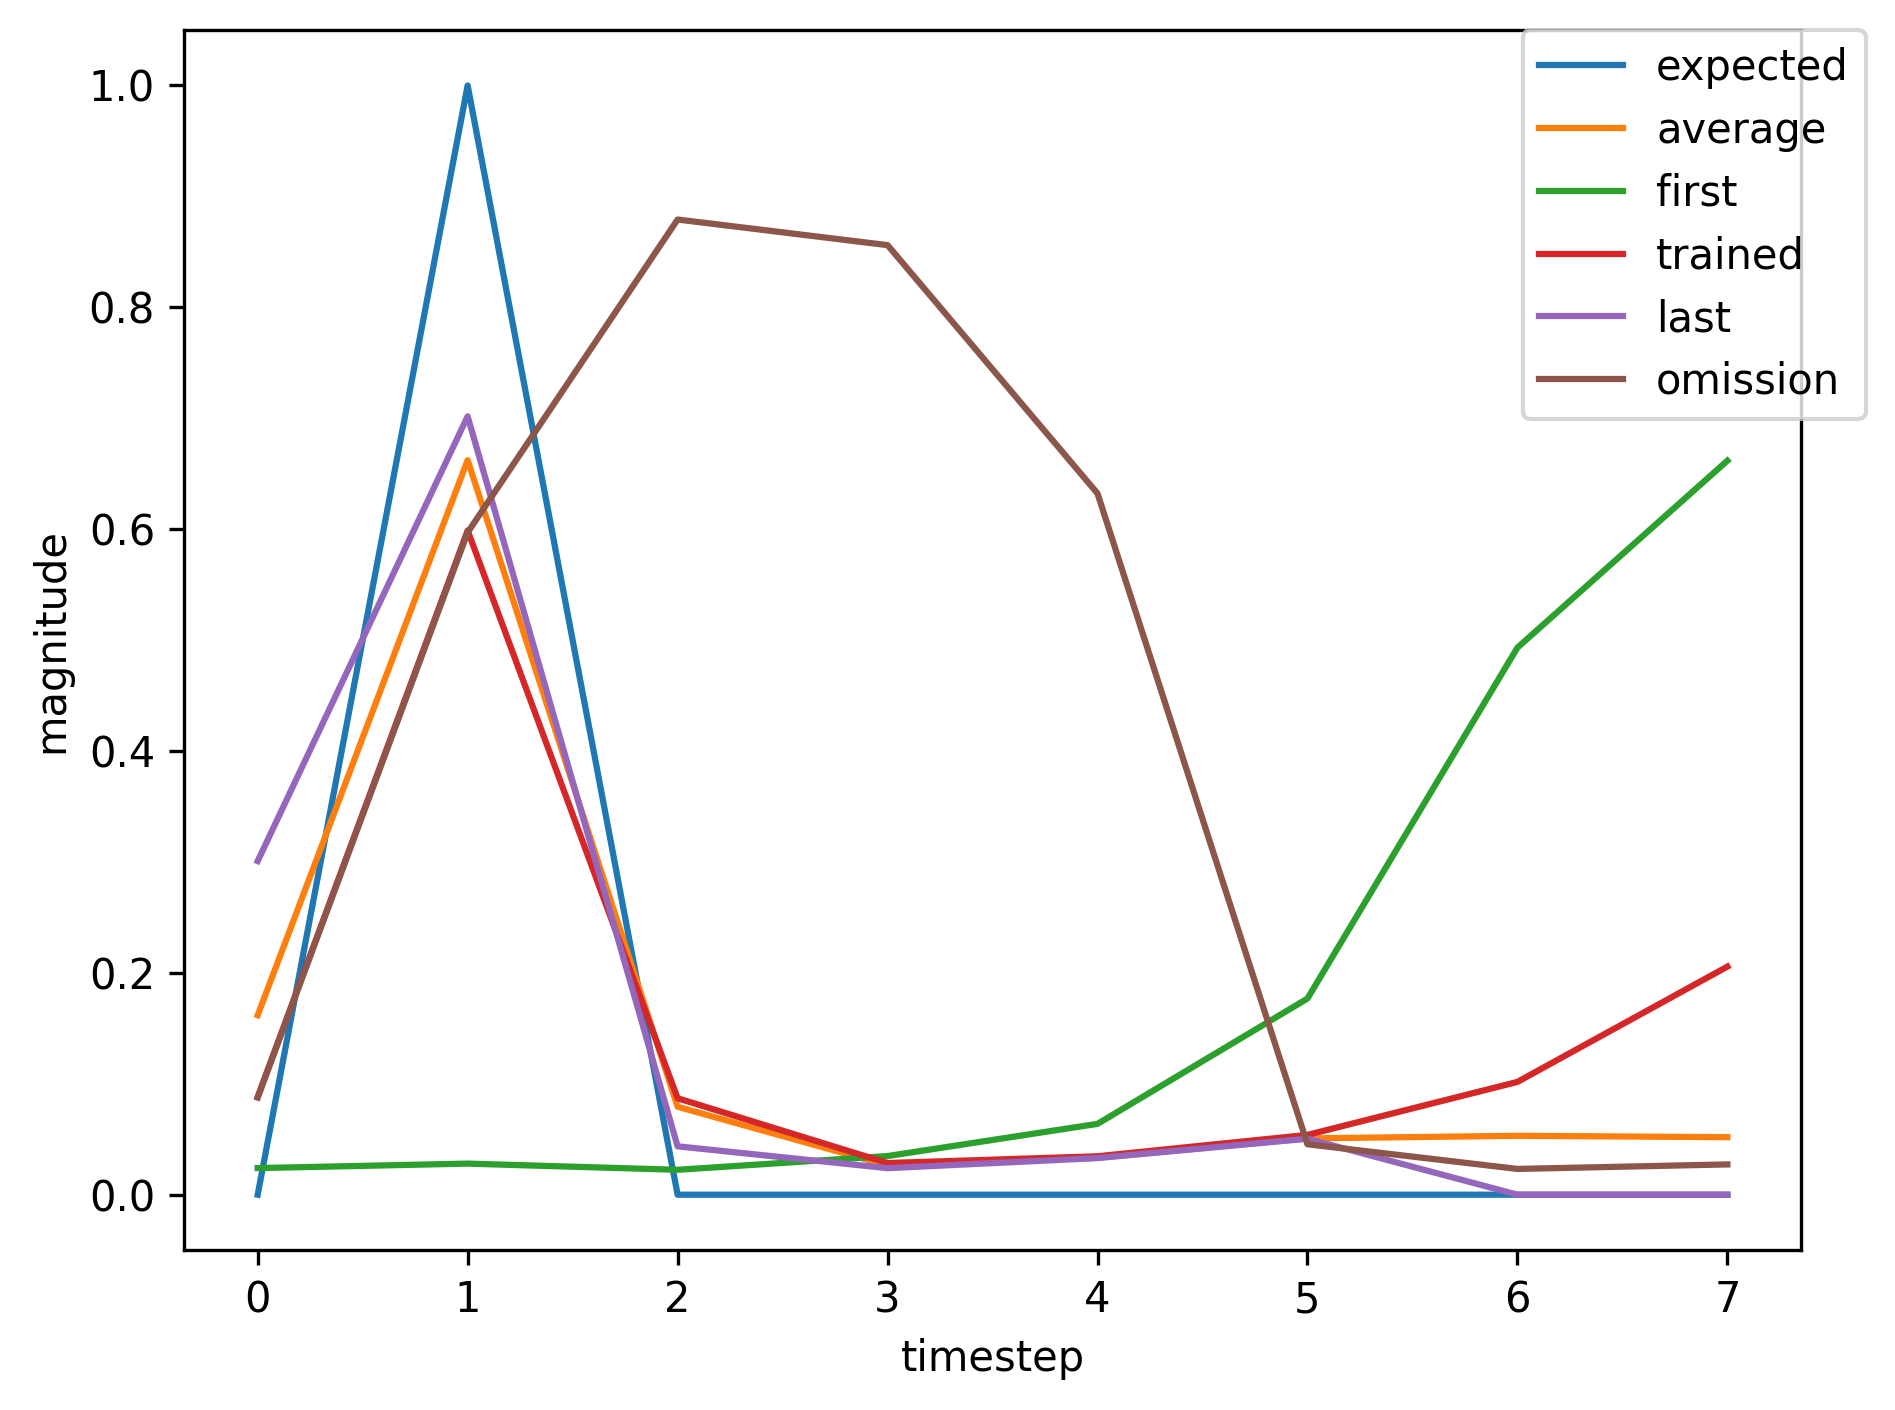 expected
average
first
trained
last
omission
1.0
0.8
0.6
0.4
0.2
0.0
magnitude
0 1 2 3 4 5 6 7
timestep